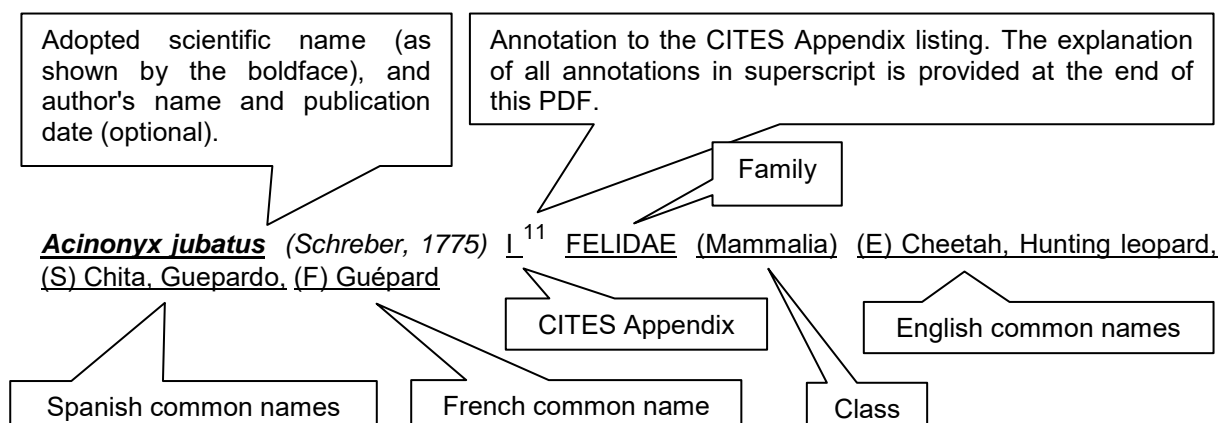 Adopted scientific name (as
shown by the boldface), and
author's name and publication
date (optional).
Annotation to the CITES Appendix listing. The explanation
of all annotations in superscript is provided at the end of
this PDF.
Family
Acinonyx jubatus (Schreber, 1775) I 11 FELIDAE (Mammalia) (E) Cheetah, Hunting leopard,
(S) Chita, Guepardo, (F) Guépard
CITES Appendix
English common names
Spanish common names
French common name
Class